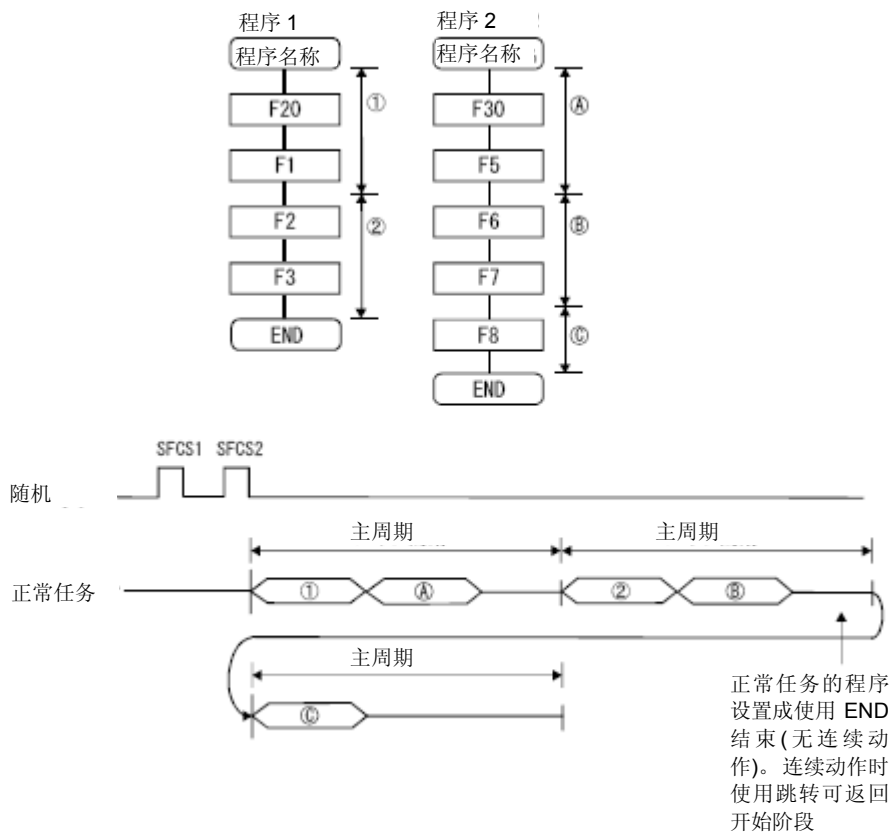 程序 1
程序 2
程序名称
程序名称
F20
①
F30
Ⓐ
F1
F5
F2
②
F6
Ⓑ
F3
F7
END
F8
Ⓒ
END
SFCS1 SFCS2
随机
主周期
主周期
正常任务
①
Ⓐ
②
Ⓑ
主周期
Ⓒ
正常任务的程序
设置成使用 END
结束(无连续动
作)。连续动作时
使用跳转可返回
开始阶段